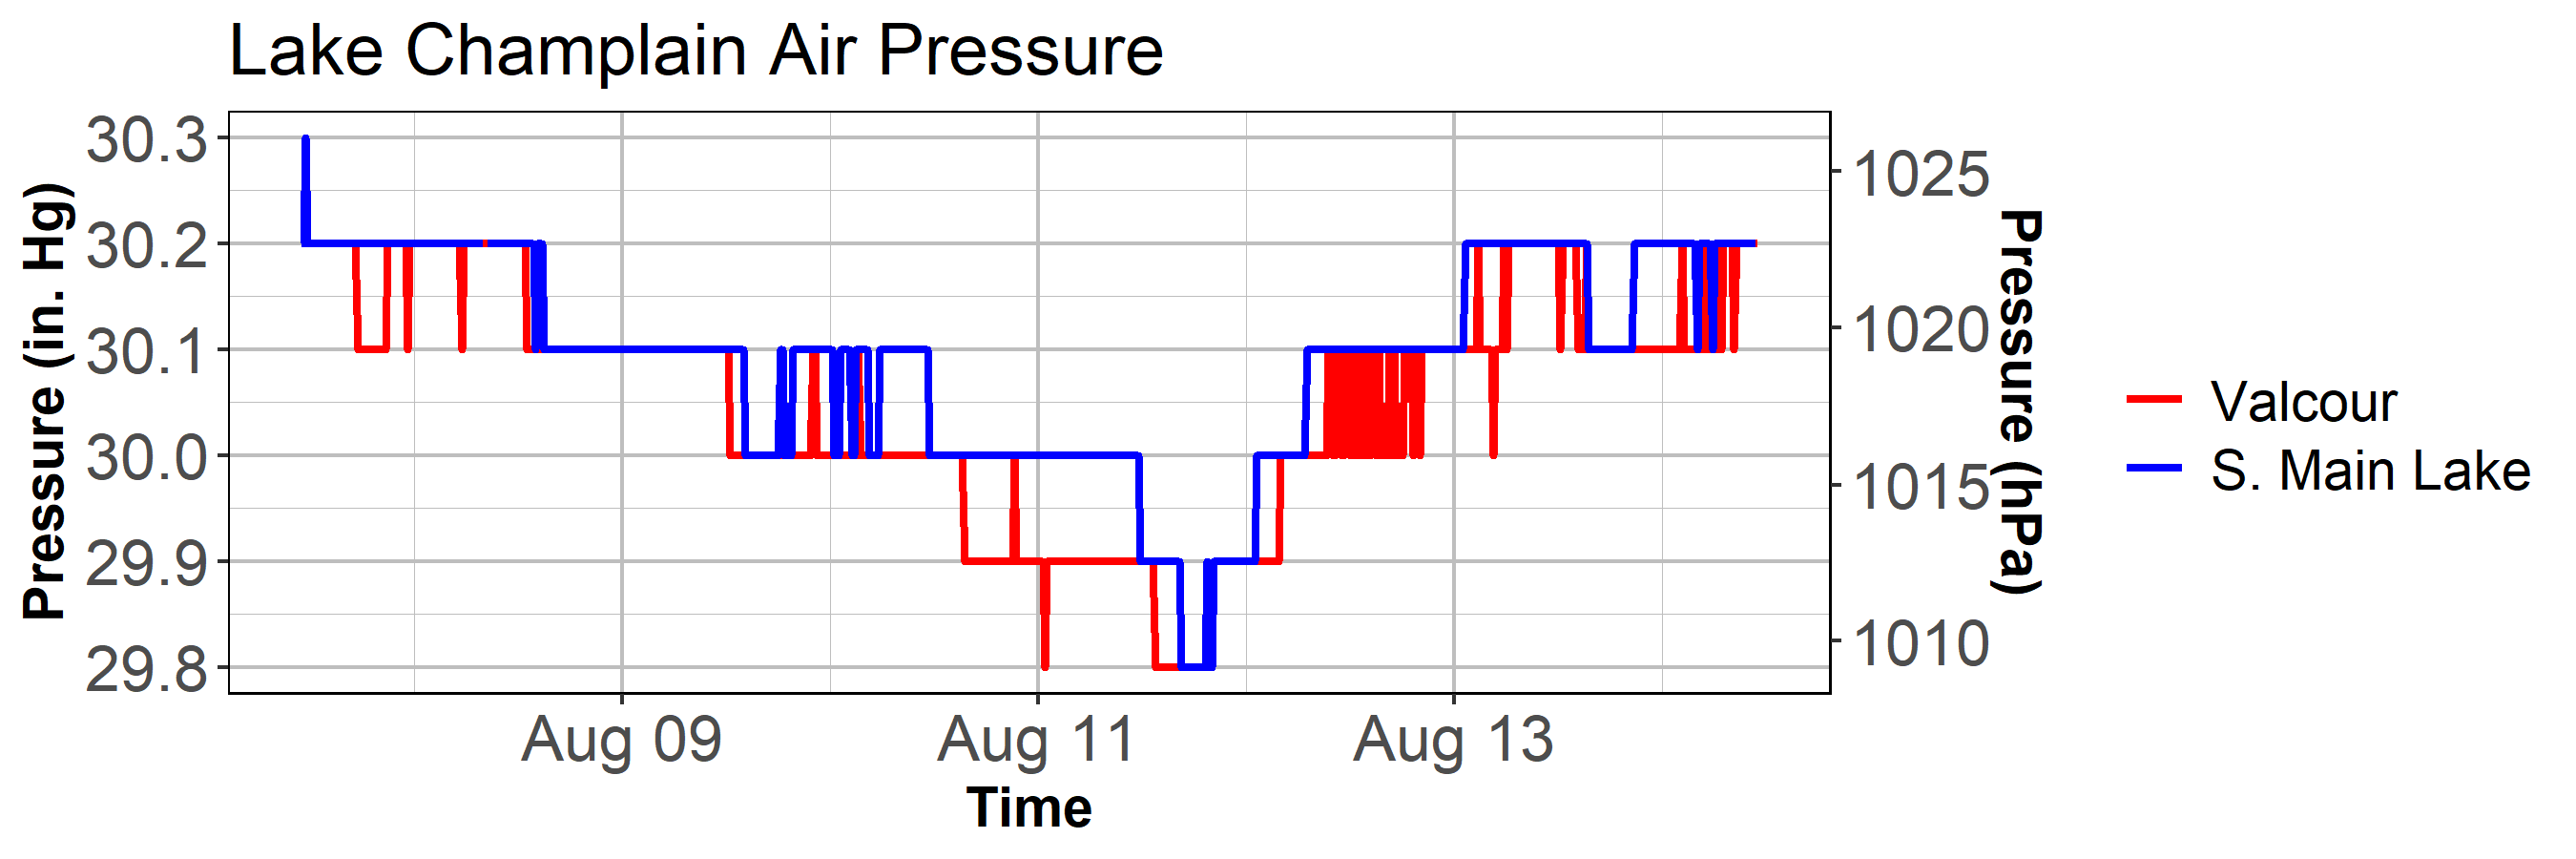 Lake Champlain Air Pressure
Pressure (in. Hg)
30.3
30.2
30.1
30.0
29.9
29.8
1025
1020
1015
1010
Pressure (hPa)
Aug 09
Aug 11
Aug 13
Time
Valcour
S. Main Lake